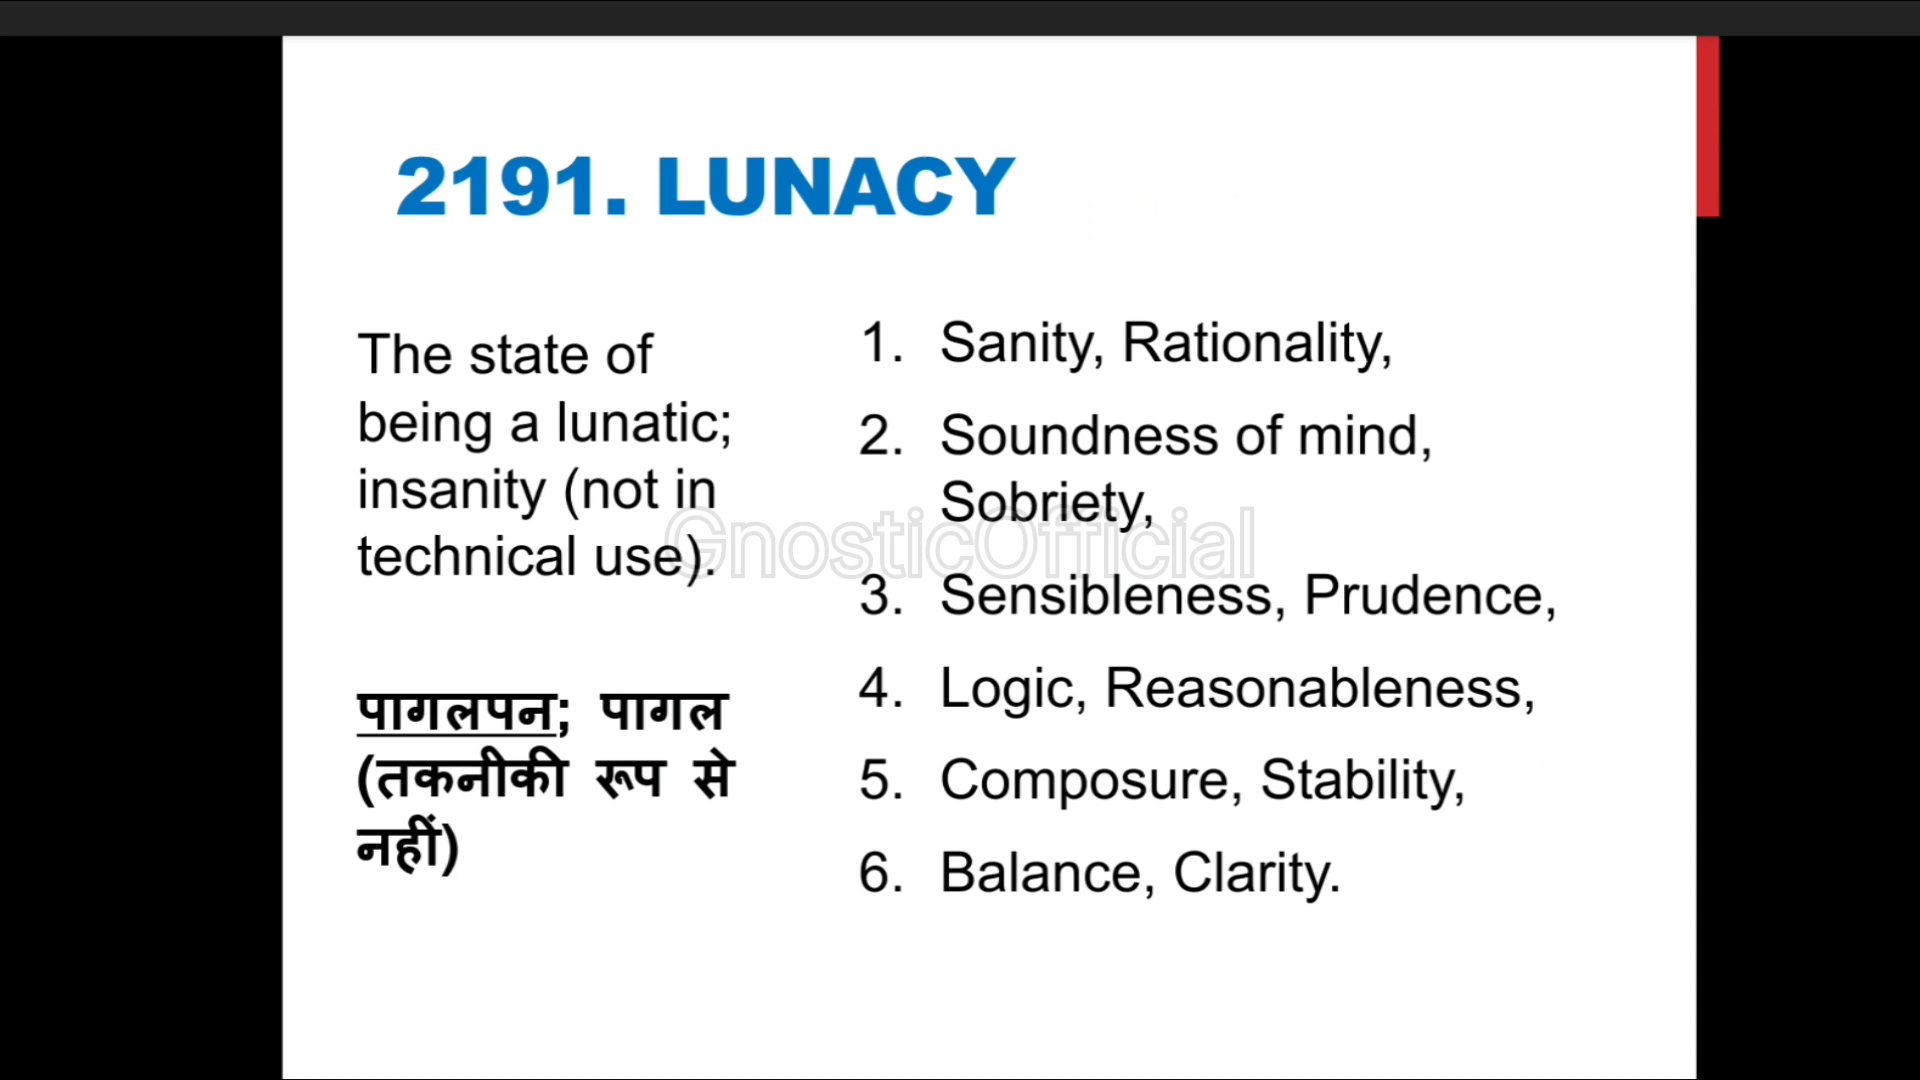 2191. LUNACY
The state of
being a lunatic;
insanity (not in
technical use).
पागलपन; पागल
(तकनीकी रूप से
नहीं)
1. Sanity, Rationality,
2. Soundness of mind,
Sobriety,
3. Sensibleness, Prudence,
4. Logic, Reasonableness,
5. Composure, Stability,
6. Balance, Clarity.
GnosticOfficial